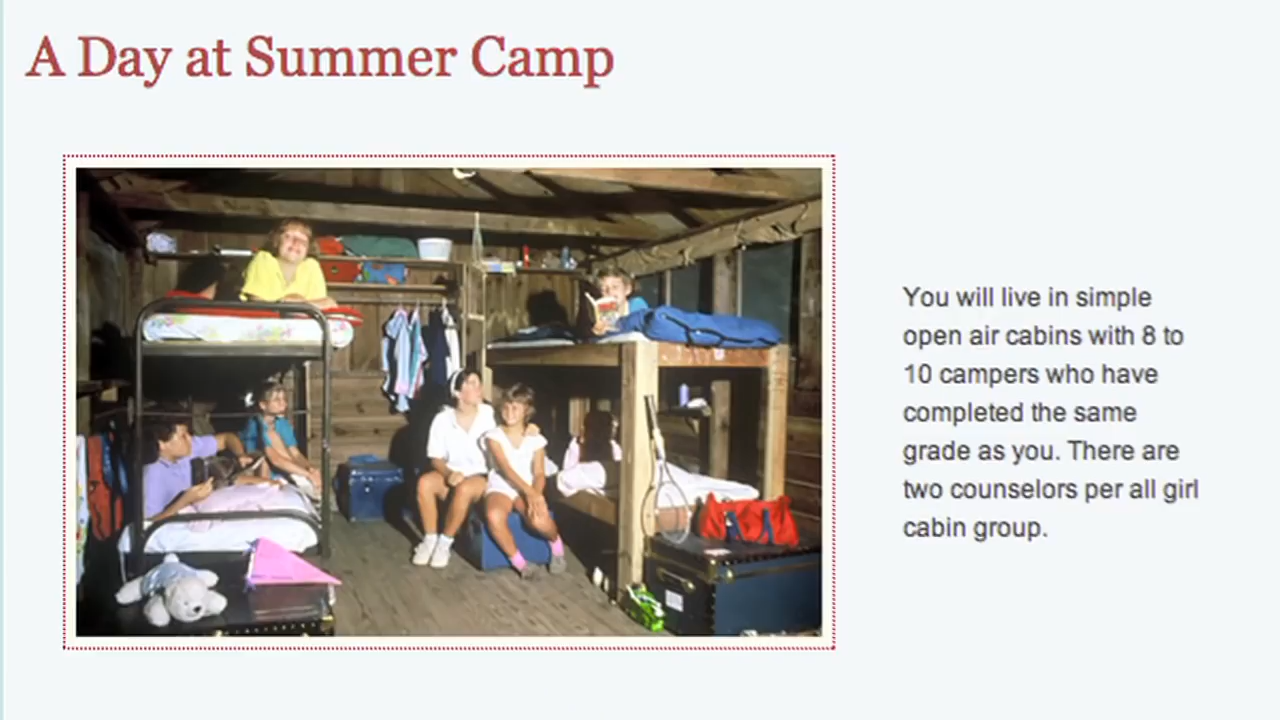 A Day at Summer Camp
You will live in simple
open air cabins with 8 to
10 campers who have
completed the same
grade as you. There are
two counselors per all girl
cabin group.